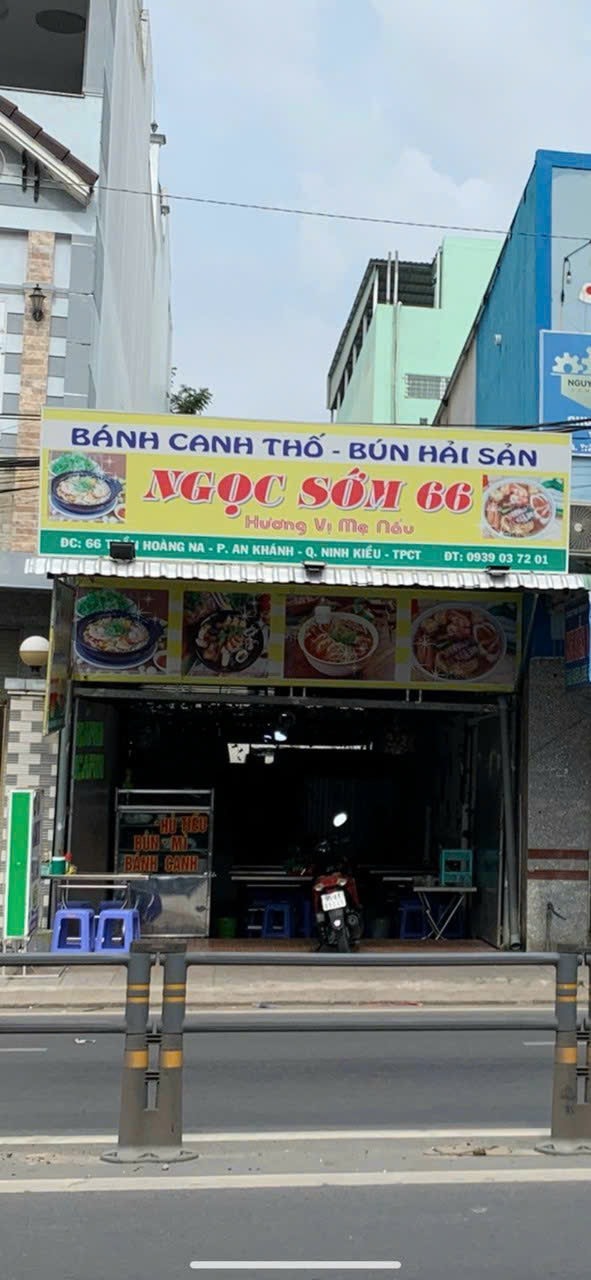 BÁNH CANH THỐ - BÚN HẢI SẢN
NGỌC SỚM 66
Hương Vị Mẹ Nấu
ĐC: 66 TRẦN HOÀNG NA - P. AN KHÁNH - Q. NINH KIỀU - TPCT ĐT: 0939 03 72 01
NGUY
HỦ TIẾU
BÚN - MÌ
BÁNH CANH